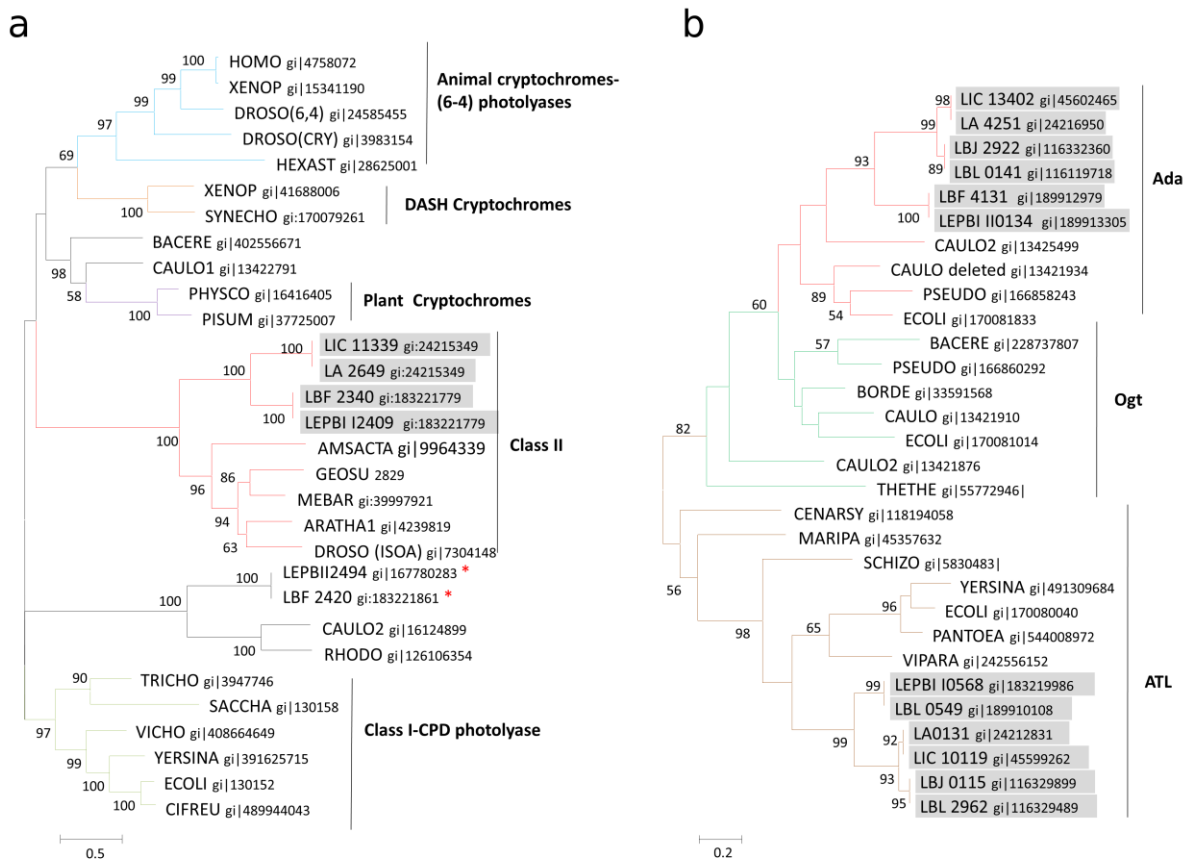 a
100
HOMO gi|4758072
99
XENOP gi|15341190
Animal cryptochromes-
(6-4) photolyases
99
DROSO(6,4) gi|24585455
97
DROSO(CRY) gi|3983154
69
HEXAST gi|28625001
XENOP gi|41688006
100
SYNECHO gi:170079261
DASH Cryptochromes
BACERE gi|402556671
98
CAULO1 gi|13422791
58
PHYSCO gi|16416405
100
PISUM gi|37725007
Plant Cryptochromes
100
LIC 11339 gi:24215349
LA 2649 gi:24215349
100
LBF 2340 gi:183221779
100
LEPBI I2409 gi:183221779
100
Class II
AMSACTA gi|9964339
86
GEOSU 2829
96
MEBAR gi:39997921
94
ARATHA1 gi|4239819
63
DROSO (ISOA) gi|7304148
100
LEPBII2494 gi|167780283 *
LBF 2420 gi:183221861 *
100
CAULO2 gi|16124899
100
RHODO gi|126106354
90
TRICHO gi|3947746
SACCHA gi|130158
97
Class I-CPD photolyase
VICHO gi|408664649
99
YERSINA gi|391625715
100
ECOLI gi|130152
100
CIFREU gi|489944043
0.5
b
98
LIC 13402 gi|45602465
99
LA 4251 gi|24216950
93
LBJ 2922 gi|116332360
89
LBL 0141 gi|116119718
Ada
LBF 4131 gi|189912979
100
LEPBI II0134 gi|189913305
CAULO2 gi|13425499
CAULO deleted gi|13421934
89
PSEUDO gi|166858243
60
54
ECOLI gi|170081833
57
BACERE gi|228737807
PSEUDO gi|166860292
BORDE gi|33591568
Ogt
CAULO gi|13421910
82
ECOLI gi|170081014
CAULO2 gi|13421876
THETHE gi|55772946|
CENARSY gi|118194058
MARIPA gi|45357632
SCHIZO gi|5830483|
56
YERSINA gi|491309684
96
ECOLI gi|170080040
98
65
PANTOEA gi|544008972
VIPARA gi|242556152
ATL
99
LEPBI I0568 gi|183219986
LBL 0549 gi|189910108
99
92
LA0131 gi|24212831
LIC 10119 gi|45599262
93
LBJ 0115 gi|116329899
95
LBL 2962 gi|116329489
0.2